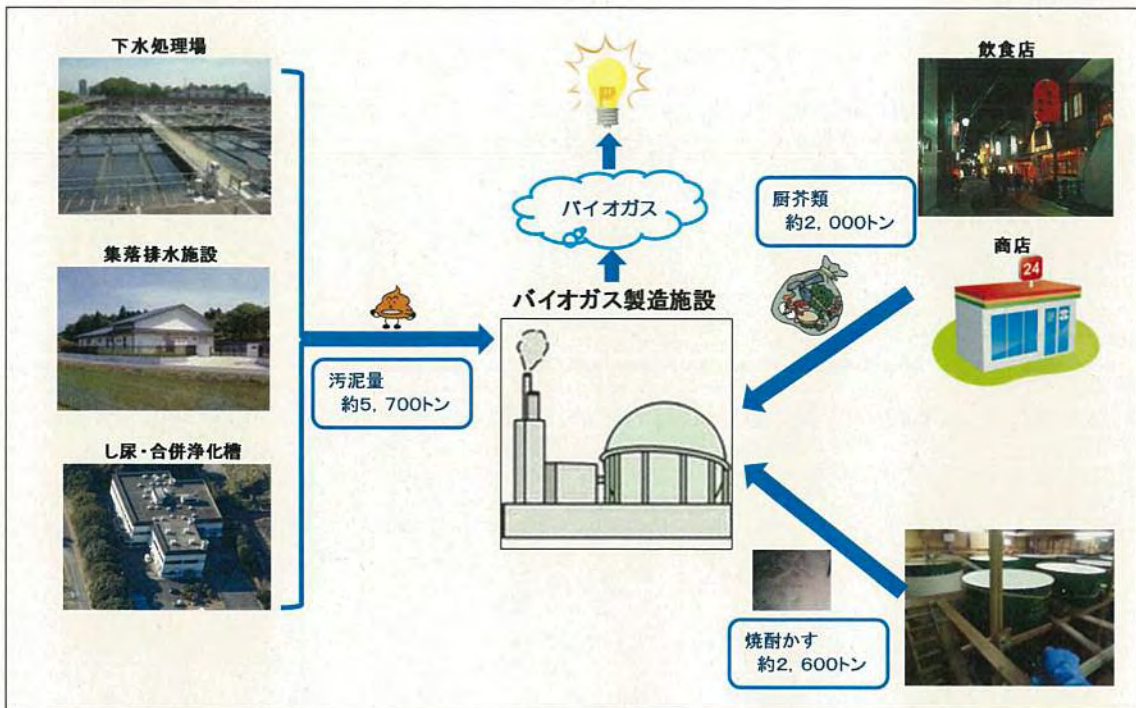 下水処理場
集落排水施設
し尿・合併浄化槽
汚泥量
約5,700トン
バイオガス
バイオガス製造施設
飲食店
厨芥類
約2,000トン
商店
24
焼酎かす
約2,600トン